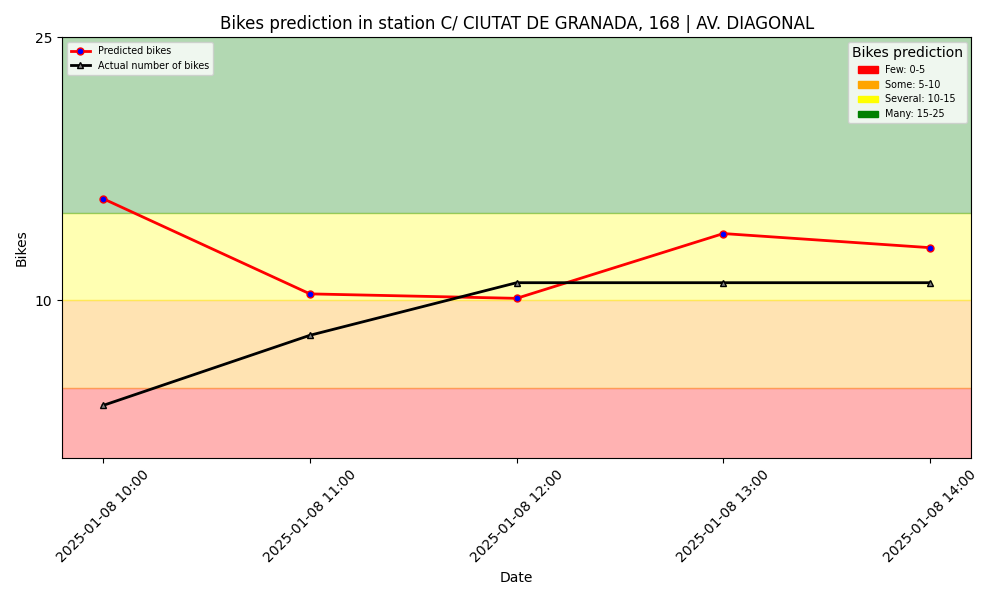 Bikes prediction in station C/ CIUTAT DE GRANADA, 168 | AV. DIAGONAL
25
10
Bikes
Predicted bikes
Actual number of bikes
Bikes prediction
Few: 0-5
Some: 5-10
Several: 10-15
Many: 15-25
2025-01-08 10:00
2025-01-08 11:00
2025-01-08 12:00
2025-01-08 13:00
2025-01-08 14:00
Date